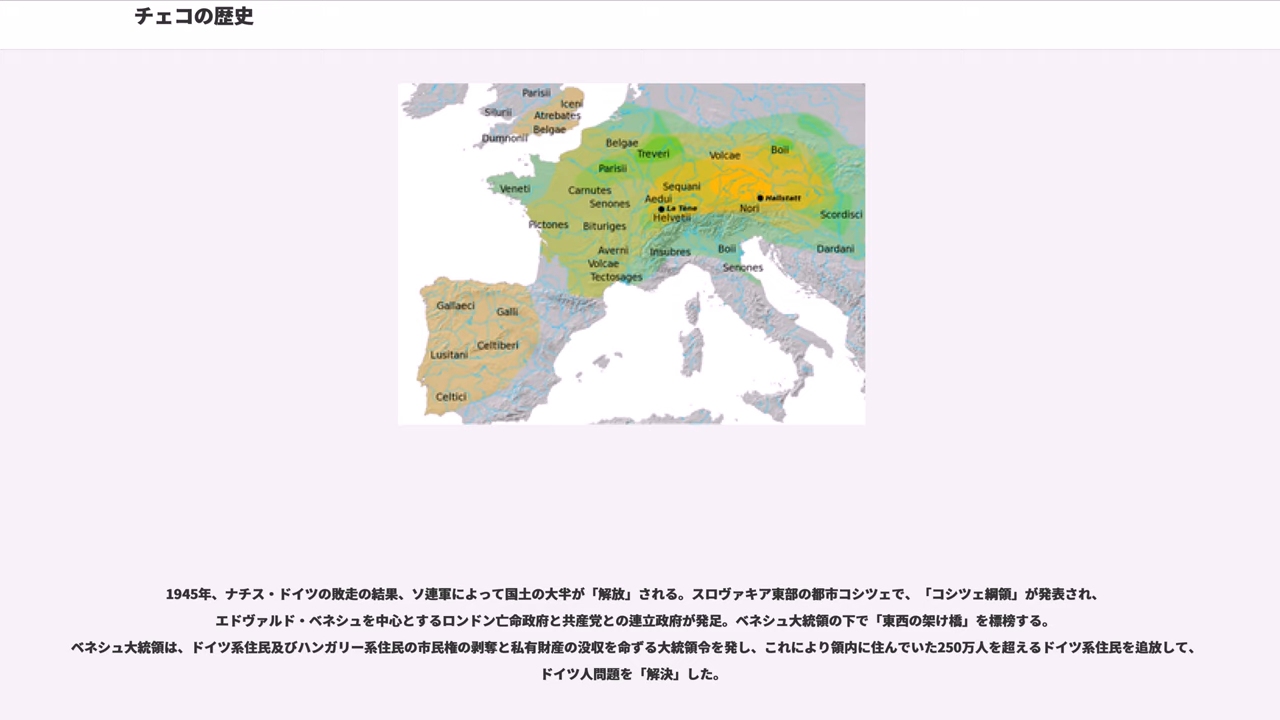 チェコの歴史
Parisii
Iceni
Silurii
Atrebates
Belgae
Dumnonii
Belgae
Treveri
Volcae
Boii
Parisii
Veneti
Carnutes
Sequani
Senones
Aedui
Hallstatt
La Tène
Helvetii
Nori
Scordisci
Pictones
Bituriges
Averni
Insubres
Boii
Dardani
Volcae
Tectosages
Senones
Gallaeci
Galli
Celtiberi
Lusitani
Celtici
1945年、ナチス・ドイツの敗走の結果、ソ連軍によって国土の大半が「解放」される。スロヴァキア東部の都市コシツェで、「コシツェ綱領」が発表され、
エドヴァルド・ベネシュを中心とするロンドン亡命政府と共産党との連立政府が発足。ベネシュ大統領の下で「東西の架け橋」を標榜する。
ベネシュ大統領は、ドイツ系住民及びハンガリー系住民の市民権の剥奪と私有財産の没収を命ずる大統領令を発し、これにより領内に住んでいた250万人を超えるドイツ系住民を追放して、
ドイツ人問題を「解決」した。